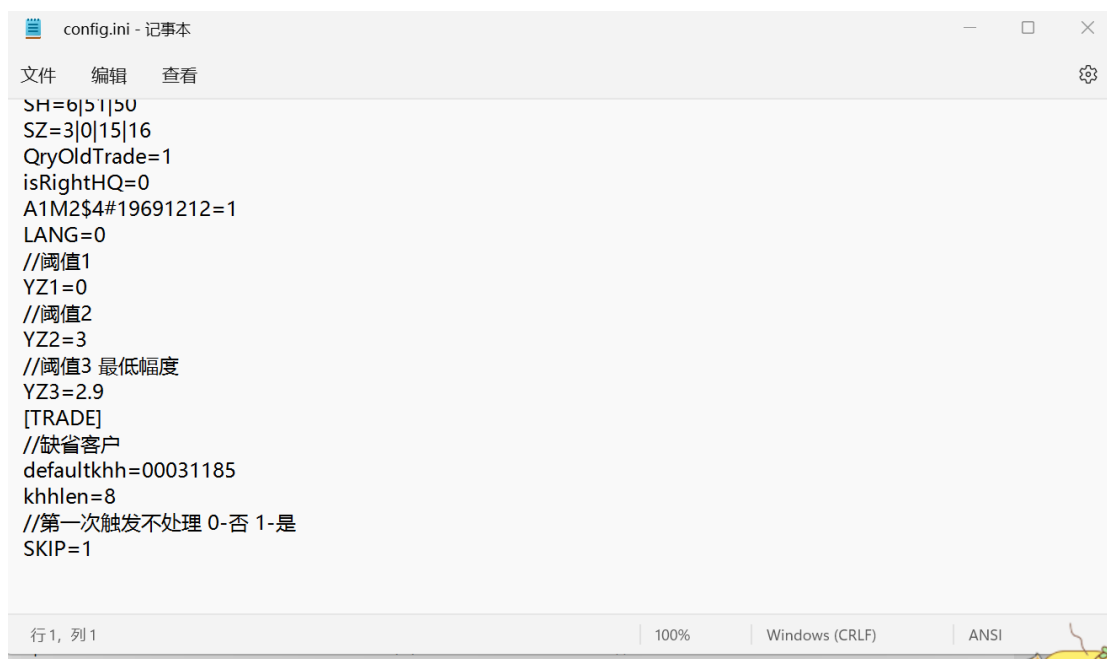 config.ini - 记事本
文件 编辑 查看
SH=6|51|50
SZ=3|0|15|16
QryOldTrade=1
isRightHQ=0
A1M2$4#19691212=1
LANG=0
//阈值1
YZ1=0
//阈值2
YZ2=3
//阈值3 最低幅度
YZ3=2.9
[TRADE]
//缺省客户
defaultkhh=00031185
khhlen=8
//第一次触发不处理 0-否 1-是
SKIP=1
行 1, 列 1 100% Windows (CRLF) ANSI